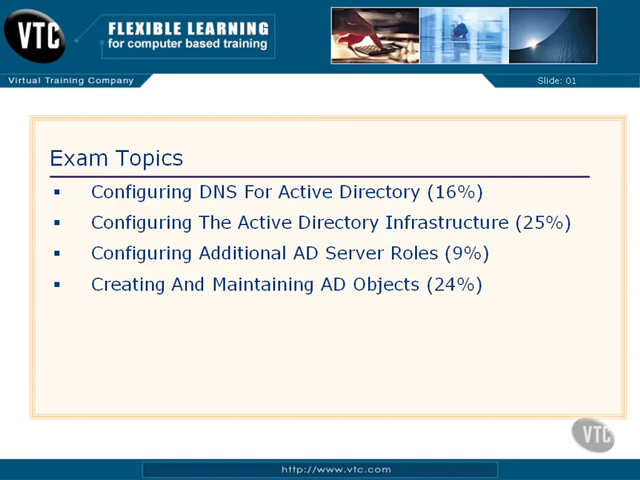 VTC
FLEXIBLE LEARNING
for computer based training
Virtual Training Company
Slide: 01
Exam Topics
▪ Configuring DNS For Active Directory (16%)
▪ Configuring The Active Directory Infrastructure (25%)
▪ Configuring Additional AD Server Roles (9%)
▪ Creating And Maintaining AD Objects (24%)
VTC
http://www.vtc.com